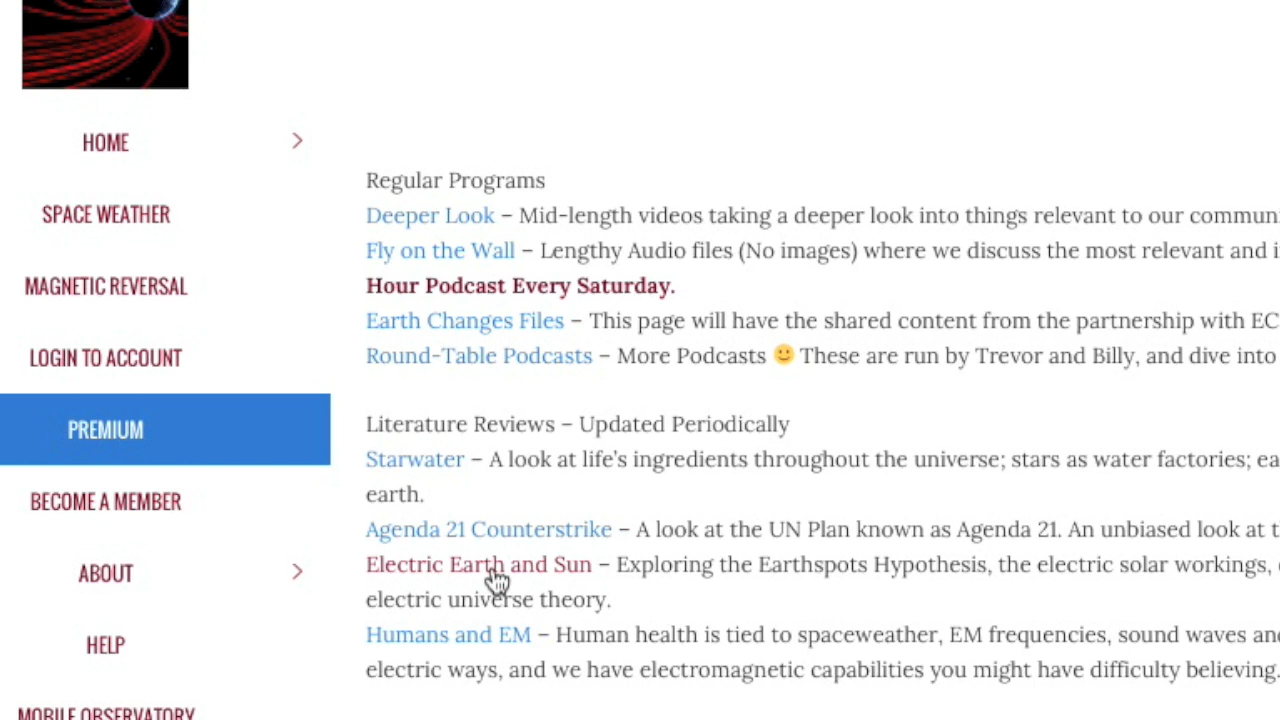 HOME
SPACE WEATHER
MAGNETIC REVERSAL
LOGIN TO ACCOUNT
PREMIUM
BECOME A MEMBER
ABOUT
HELP
MOBILE OBSERVATORY
Regular Programs
Deeper Look – Mid-length videos taking a deeper look into things relevant to our
Fly on the Wall – Lengthy Audio files (No images) where we discuss the most relevant and
Hour Podcast Every Saturday.
Earth Changes Files – This page will have the shared content from the partnership with EC
Round-Table Podcasts – More Podcasts 🙂 These are run by Trevor and Billy, and dive into
Literature Reviews – Updated Periodically
Starwater – A look at life's ingredients throughout the universe; stars as water factories;
earth.
Agenda 21 Counterstrike – A look at the UN Plan known as Agenda 21. An unbiased look at
Electric Earth and Sun – Exploring the Earthspots Hypothesis, the electric solar workings,
electric universe theory.
Humans and EM – Human health is tied to spaceweather, EM frequencies, sound waves and
electric ways, and we have electromagnetic capabilities you might have difficulty believing.